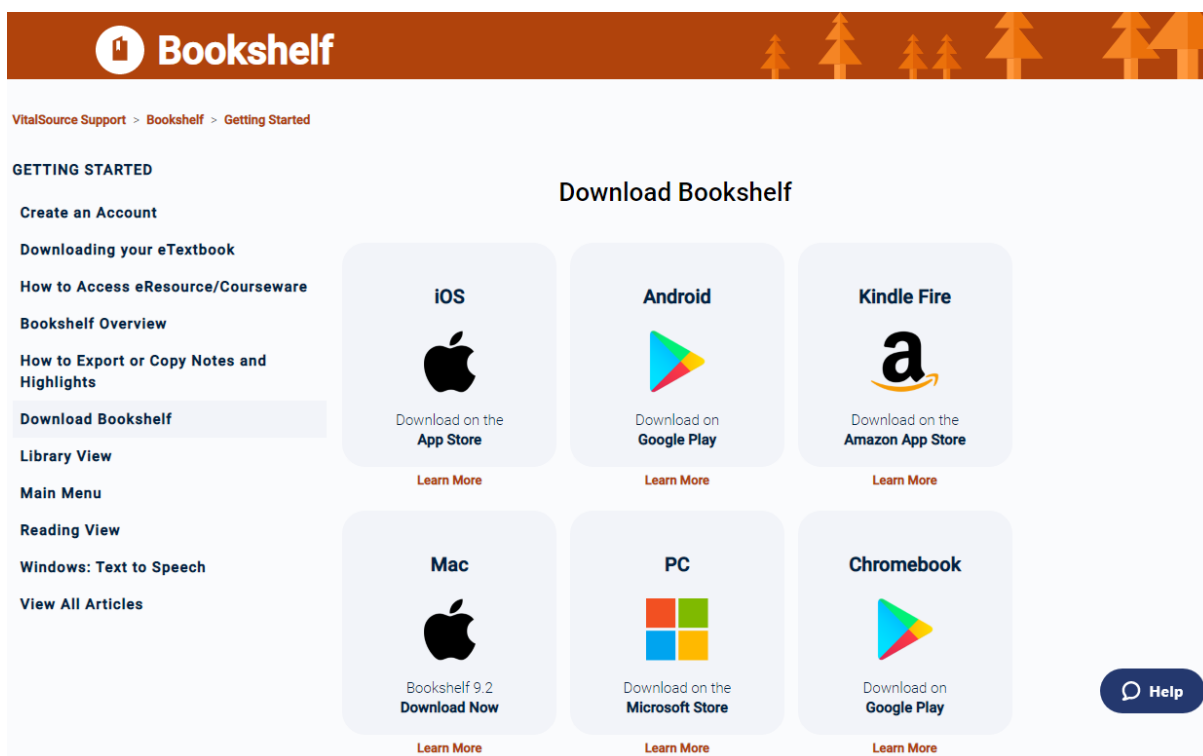 Bookshelf
VitalSource Support > Bookshelf > Getting Started
GETTING STARTED
Create an Account
Downloading your eTextbook
How to Access eResource/Courseware
Bookshelf Overview
How to Export or Copy Notes and
Highlights
Download Bookshelf
Library View
Main Menu
Reading View
Windows: Text to Speech
View All Articles
Download Bookshelf
iOS
Download on the
App Store
Learn More
Android
Download on
Google Play
Learn More
Kindle Fire
a
Download on the
Amazon App Store
Learn More
Mac
Bookshelf 9.2
Download Now
Learn More
PC
Download on the
Microsoft Store
Learn More
Chromebook
Download on
Google Play
Learn More
Help